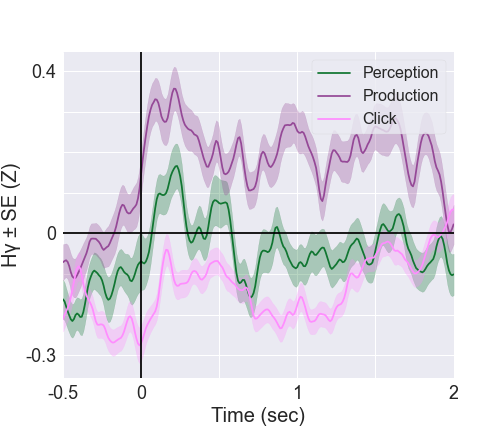 Perception
Production
Click
Hγ ± SE (Z)
0.4
0
-0.3
-0.5
0
1
2
Time (sec)